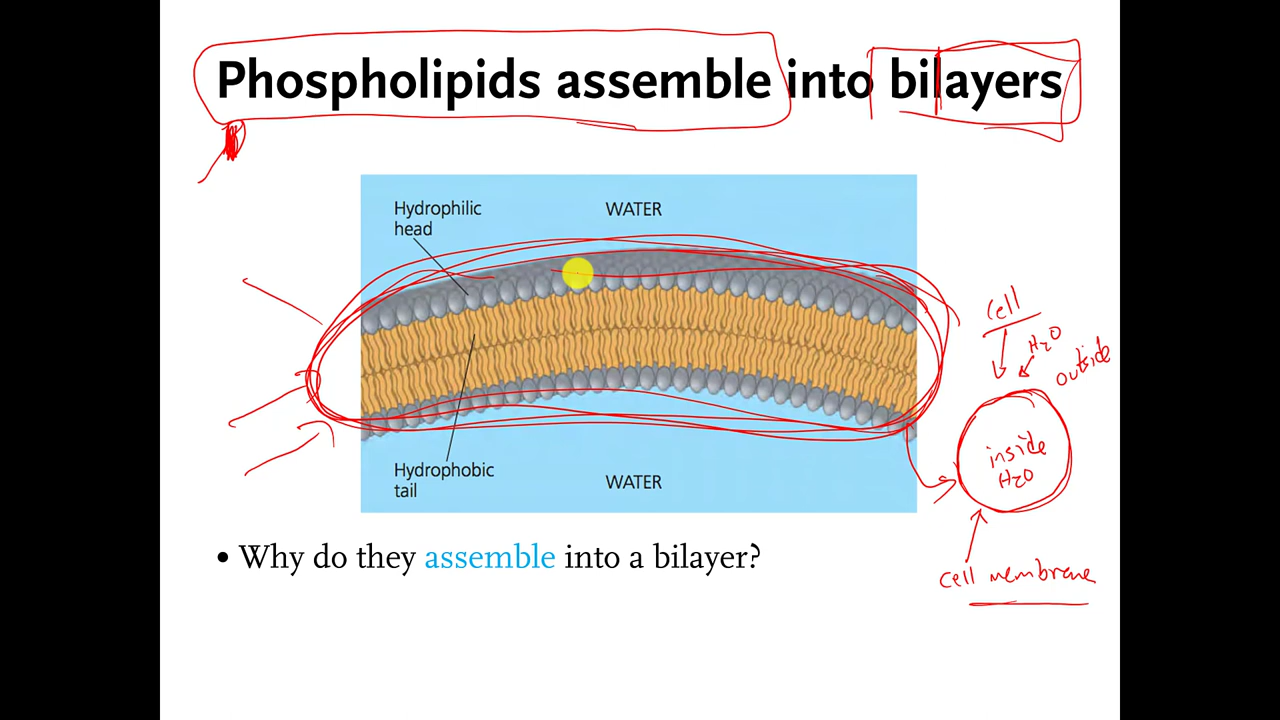 Phospholipids assemble into bilayers
Hydrophilic
head
WATER
Hydrophobic
tail
WATER
• Why do they assemble into a bilayer?
cell
H2O
outside
inside
H2O
cell membrane